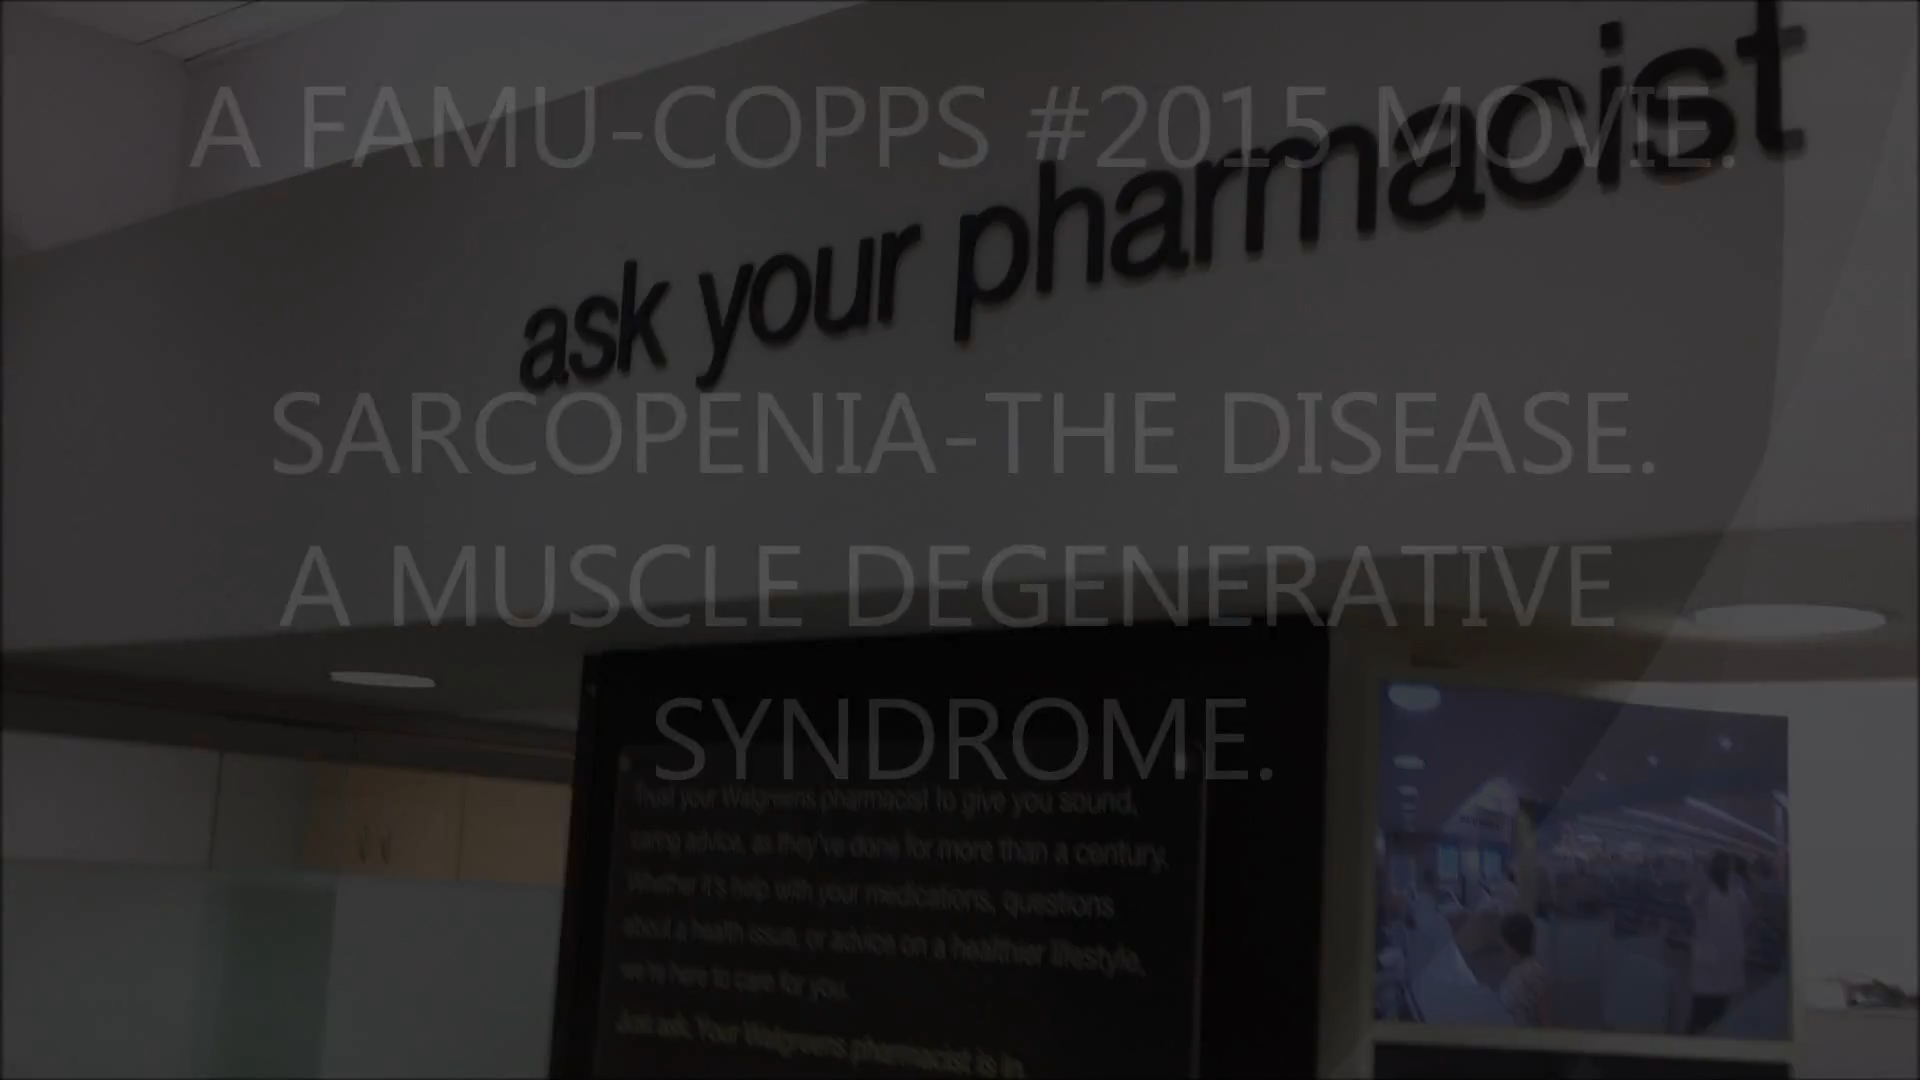 A FAMU-COPPS #2015 MOVIE.
ask your pharmacist
SARCOPENIA-THE DISEASE.
A MUSCLE DEGENERATIVE
SYNDROME.
Trust your Walgreens pharmacist to give you sound,
caring advice, as they've done for more than a century.
Whether it's help with your medications, questions
about a health issue, or advice on a healthier lifestyle,
we're here to care for you.
Just ask. Your Walgreens pharmacist is in.